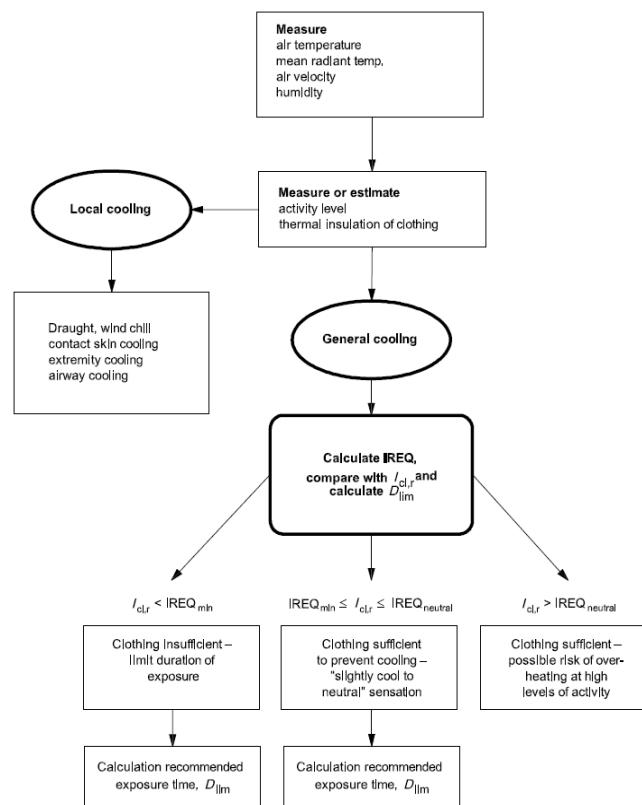 Measure
air temperature
mean radiant temp.
air velocity
humidity
Measure or estimate
activity level
thermal insulation of clothing
Local cooling
Draught, wind chill
contact skin cooling
extremity cooling
airway cooling
General cooling
Calculate IREQ,
compare with Icl,r and
calculate Dlim
Icl,r < IREQmin
IREQmin ≤ Icl,r ≤ IREQneutral
Icl,r > IREQneutral
Clothing insufficient –
limit duration of
exposure
Clothing sufficient
to prevent cooling –
"slightly cool to
neutral" sensation
Clothing sufficient –
possible risk of over-
heating at high
levels of activity
Calculation recommended
exposure time, Dlim
Calculation recommended
exposure time, Dlim